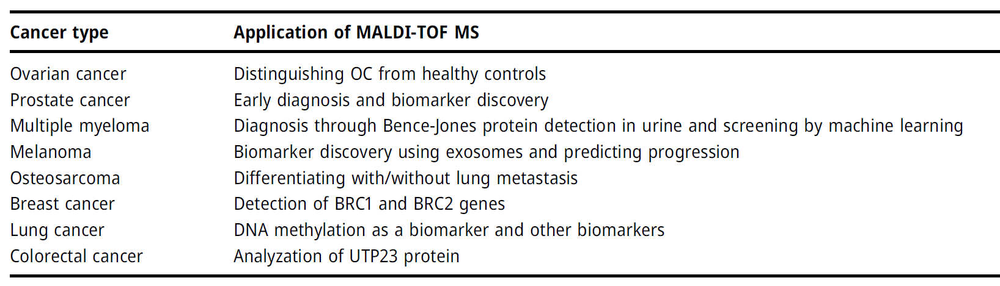 Cancer type Application of MALDI-TOF MS
Ovarian cancer Distinguishing OC from healthy controls
Prostate cancer Early diagnosis and biomarker discovery
Multiple myeloma Diagnosis through Bence-Jones protein detection in urine and screening by machine learning
Melanoma Biomarker discovery using exosomes and predicting progression
Osteosarcoma Differentiating with/without lung metastasis
Breast cancer Detection of BRC1 and BRC2 genes
Lung cancer DNA methylation as a biomarker and other biomarkers
Colorectal cancer Analyzation of UTP23 protein